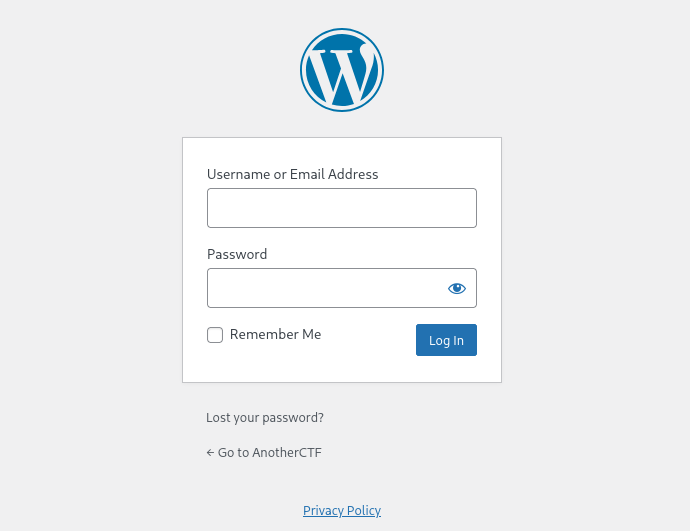 Username or Email Address
Password
Remember Me
Log In
Lost your password?
← Go to AnotherCTF
Privacy Policy